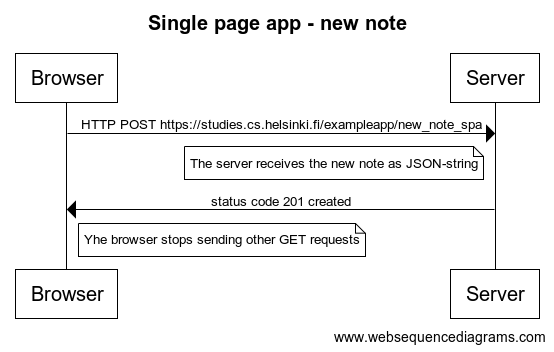 Single page app - new note
Browser
Server
HTTP POST https://studies.cs.helsinki.fi/exampleapp/new_note_spa
The server receives the new note as JSON-string
status code 201 created
Yhe browser stops sending other GET requests
Browser
Server
www.websequencediagrams.com